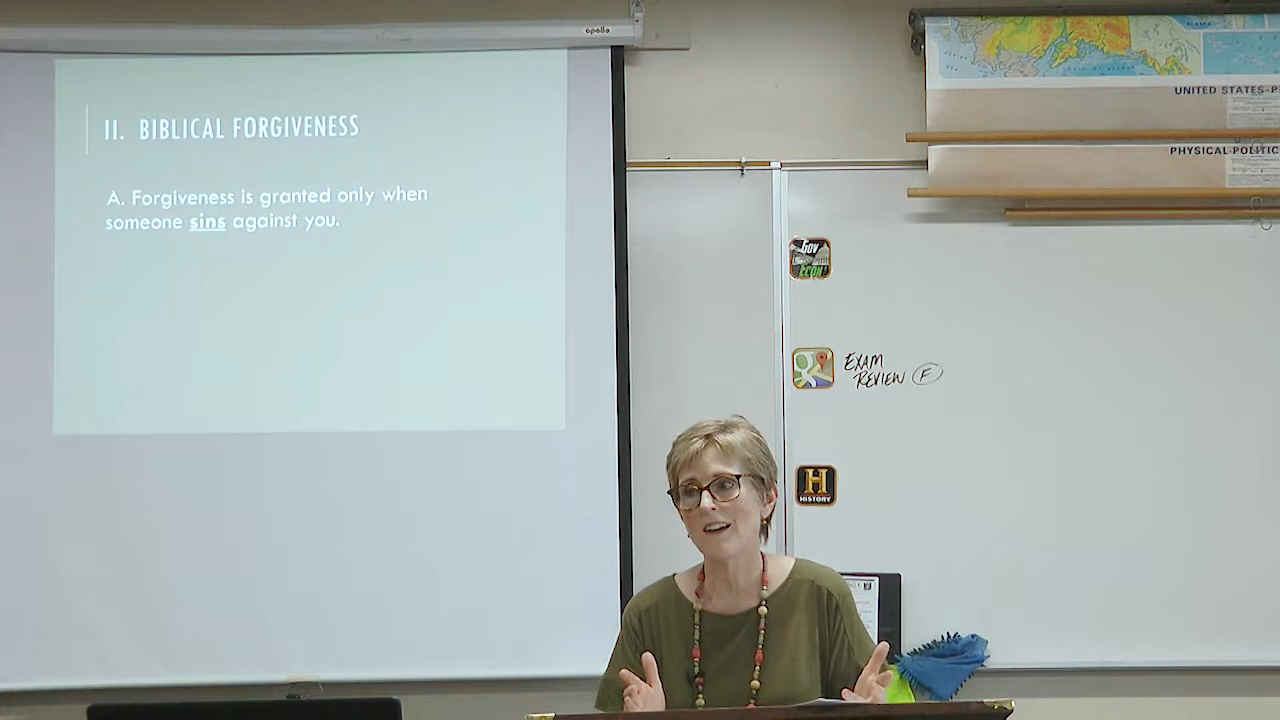 apollo
II. BIBLICAL FORGIVENESS
A. Forgiveness is granted only when
someone sins against you.
UNITED STATES-P
PHYSICAL-POLITIC
GOV
ECON
EXAM
REVIEW F
H
HISTORY